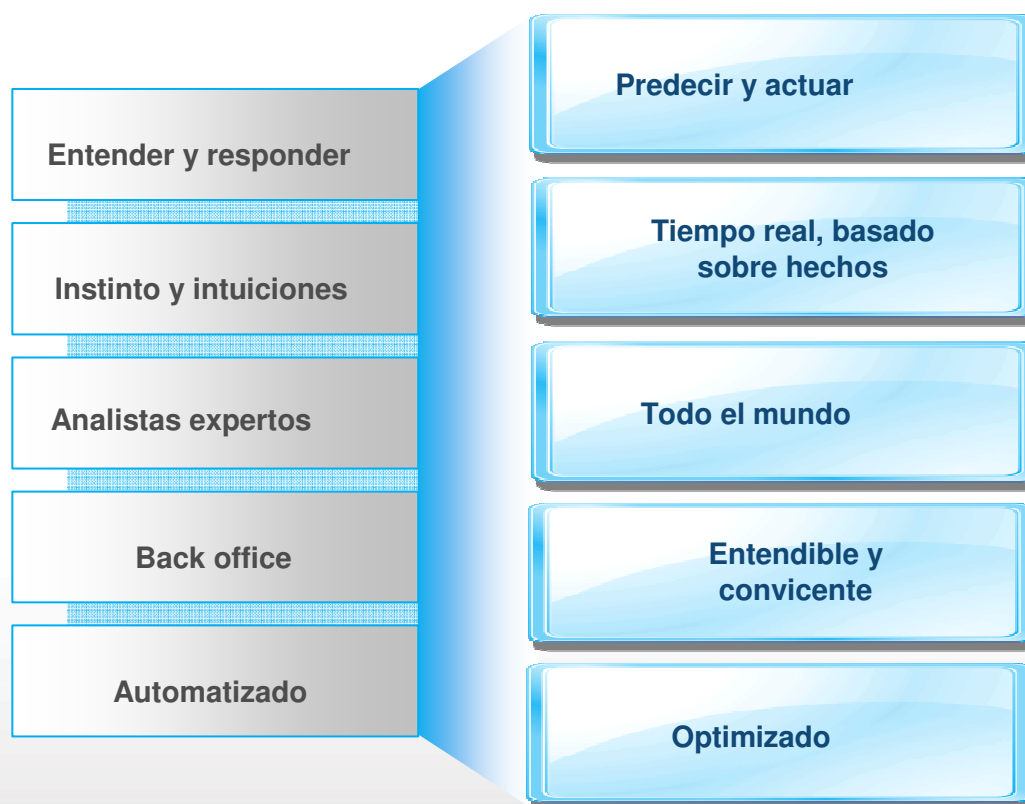 Entender y responder
Instinto y intuiciones
Analistas expertos
Back office
Automatizado
Predecir y actuar
Tiempo real, basado
sobre hechos
Todo el mundo
Entendible y
convicente
Optimizado